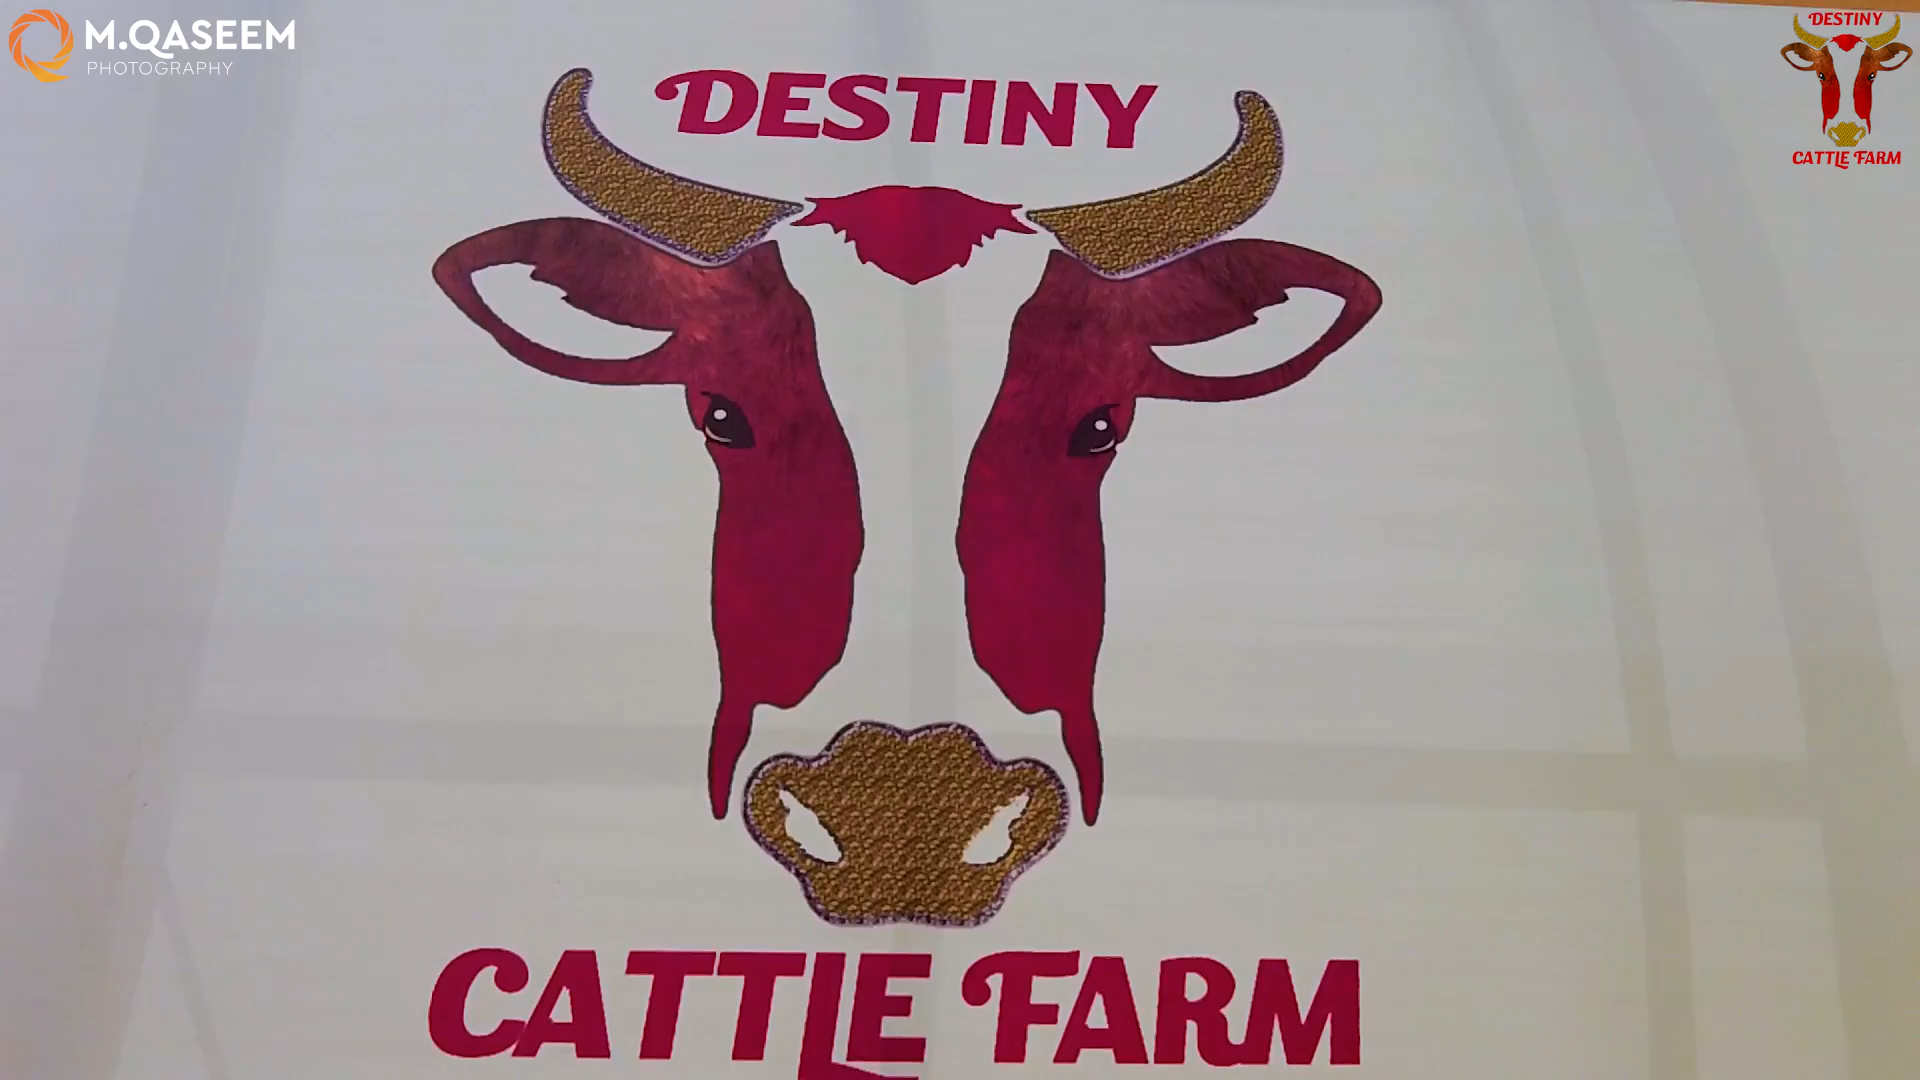 M.QASEEM
PHOTOGRAPHY
DESTINY
CATTLE FARM
DESTINY
CATTLE FARM